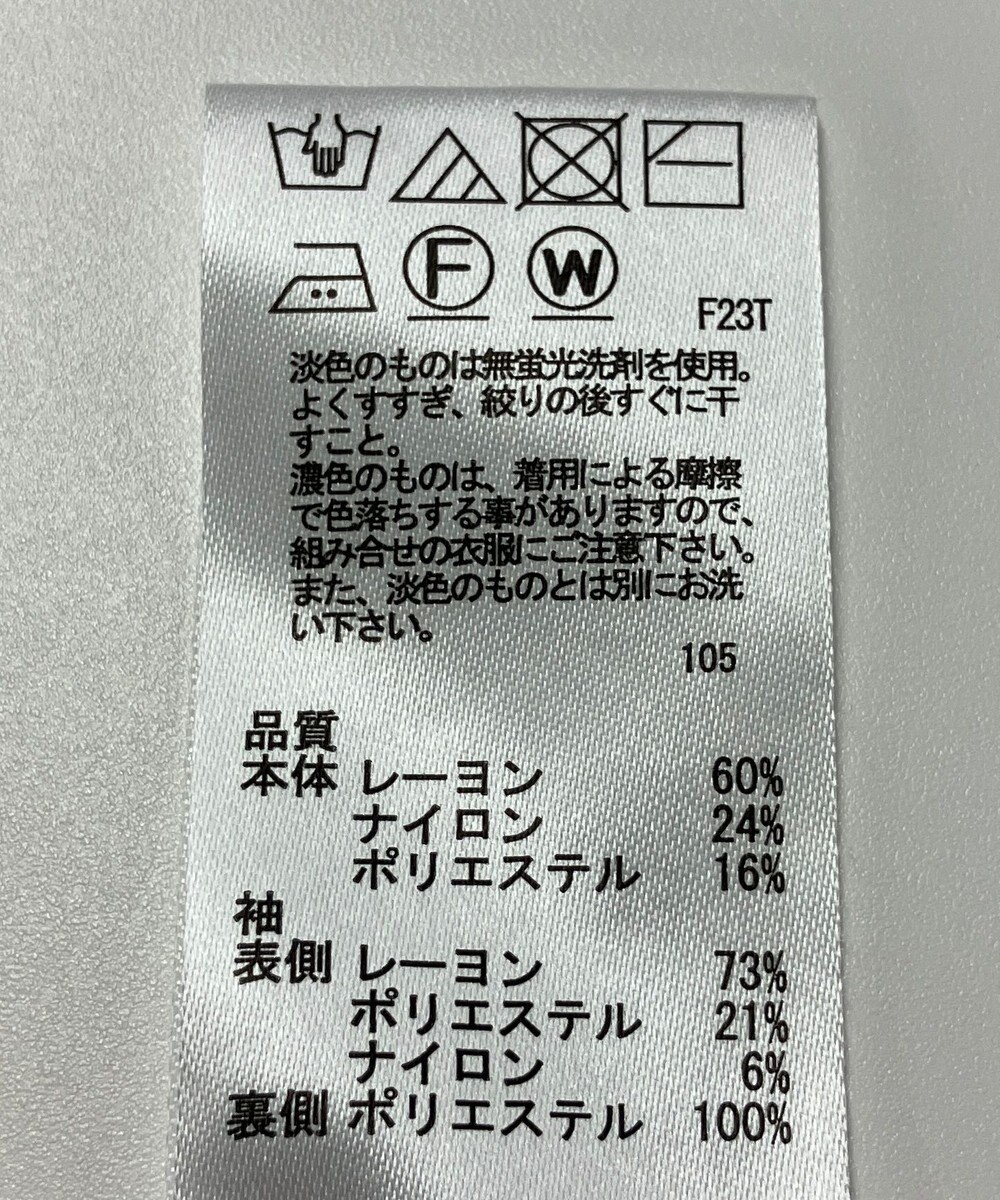 F
W
F23T
淡色のものは無蛍光洗剤を使用。
よくすすぎ、絞りの後すぐに干
すこと。
濃色のものは、着用による摩擦
で色落ちする事がありますので、
組み合せの衣服にご注意下さい。
また、淡色のものとは別にお洗
い下さい。
105
品質
本体 レーヨン 60%
ナイロン 24%
ポリエステル 16%
袖
表側 レーヨン 73%
ポリエステル 21%
ナイロン 6%
裏側 ポリエステル 100%